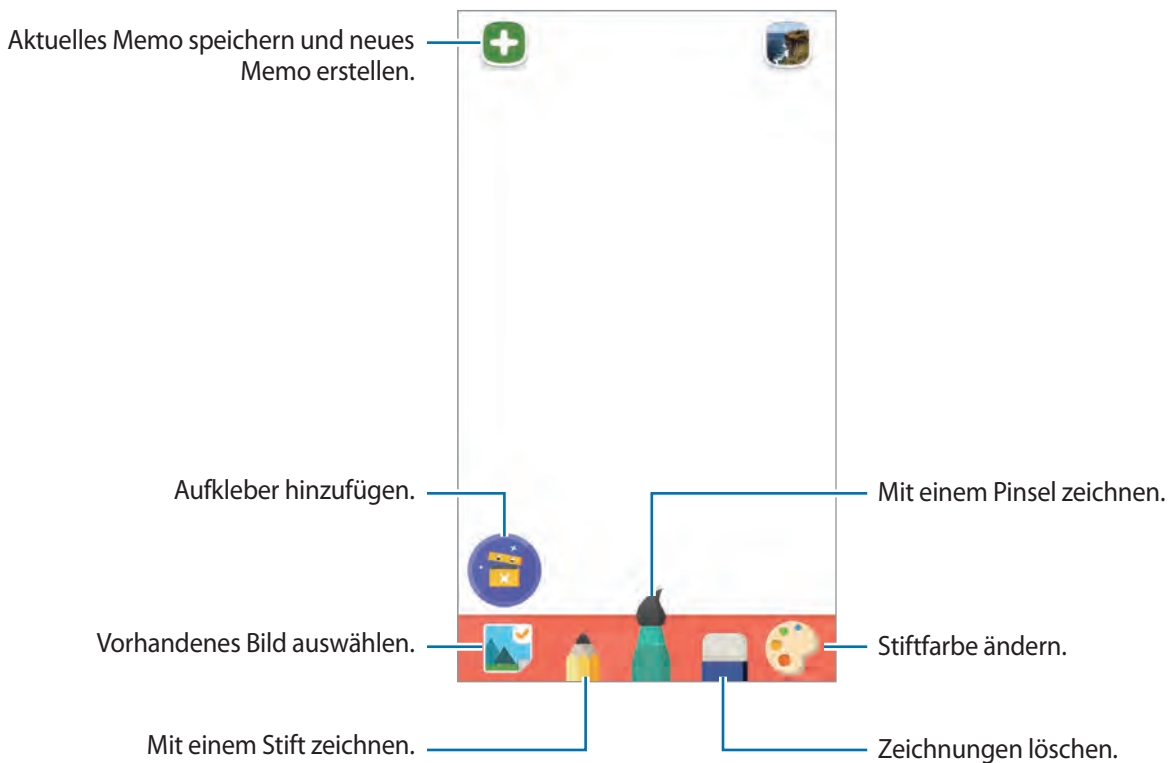 Aktuelles Memo speichern und neues
Memo erstellen.
Aufkleber hinzufügen.
Mit einem Pinsel zeichnen.
Vorhandenes Bild auswählen.
Stiftfarbe ändern.
Mit einem Stift zeichnen.
Zeichnungen löschen.